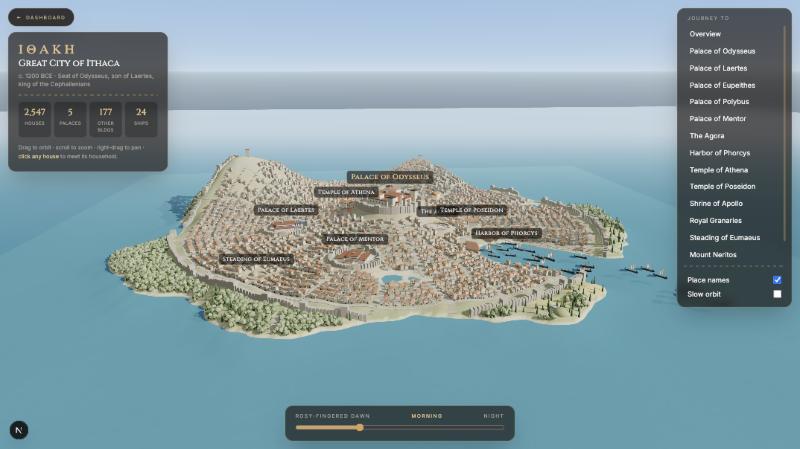 ← DASHBOARD
ΙΘΑΚΗ
GREAT CITY OF ITHACA
c. 1200 BCE · Seat of Odysseus, son of Laertes,
king of the Cephallenians
2,547
HOUSES
5
PALACES
177
OTHER
BLDGS
24
SHIPS
Drag to orbit · scroll to zoom · right-drag to pan ·
click any house to meet its household.
PALACE OF ODYSSEUS
TEMPLE OF ATHENA
PALACE OF LAERTES
THE
TEMPLE OF POSEIDON
HARBOR OF PHORCYS
PALACE OF MENTOR
STEADING OF EUMAEUS
JOURNEY TO
Overview
Palace of Odysseus
Palace of Laertes
Palace of Eupeithes
Palace of Polybus
Palace of Mentor
The Agora
Harbor of Phorcys
Temple of Athena
Temple of Poseidon
Shrine of Apollo
Royal Granaries
Steading of Eumaeus
Mount Neritos
Place names
Slow orbit
ROSY-FINGERED DAWN
MORNING
NIGHT
N